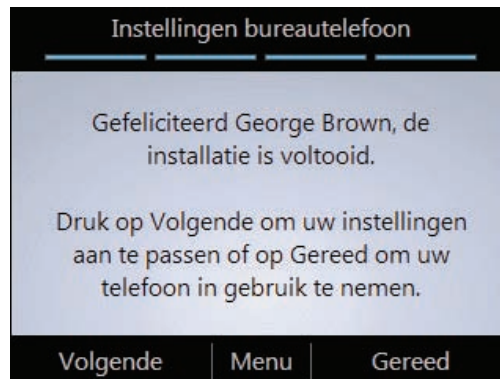 Instellingen bureautelefoon
Gefeliciteerd George Brown, de
installatie is voltooid.
Druk op Volgende om uw instellingen
aan te passen of op Gereed om uw
telefoon in gebruik te nemen.
Volgende Menu Gereed